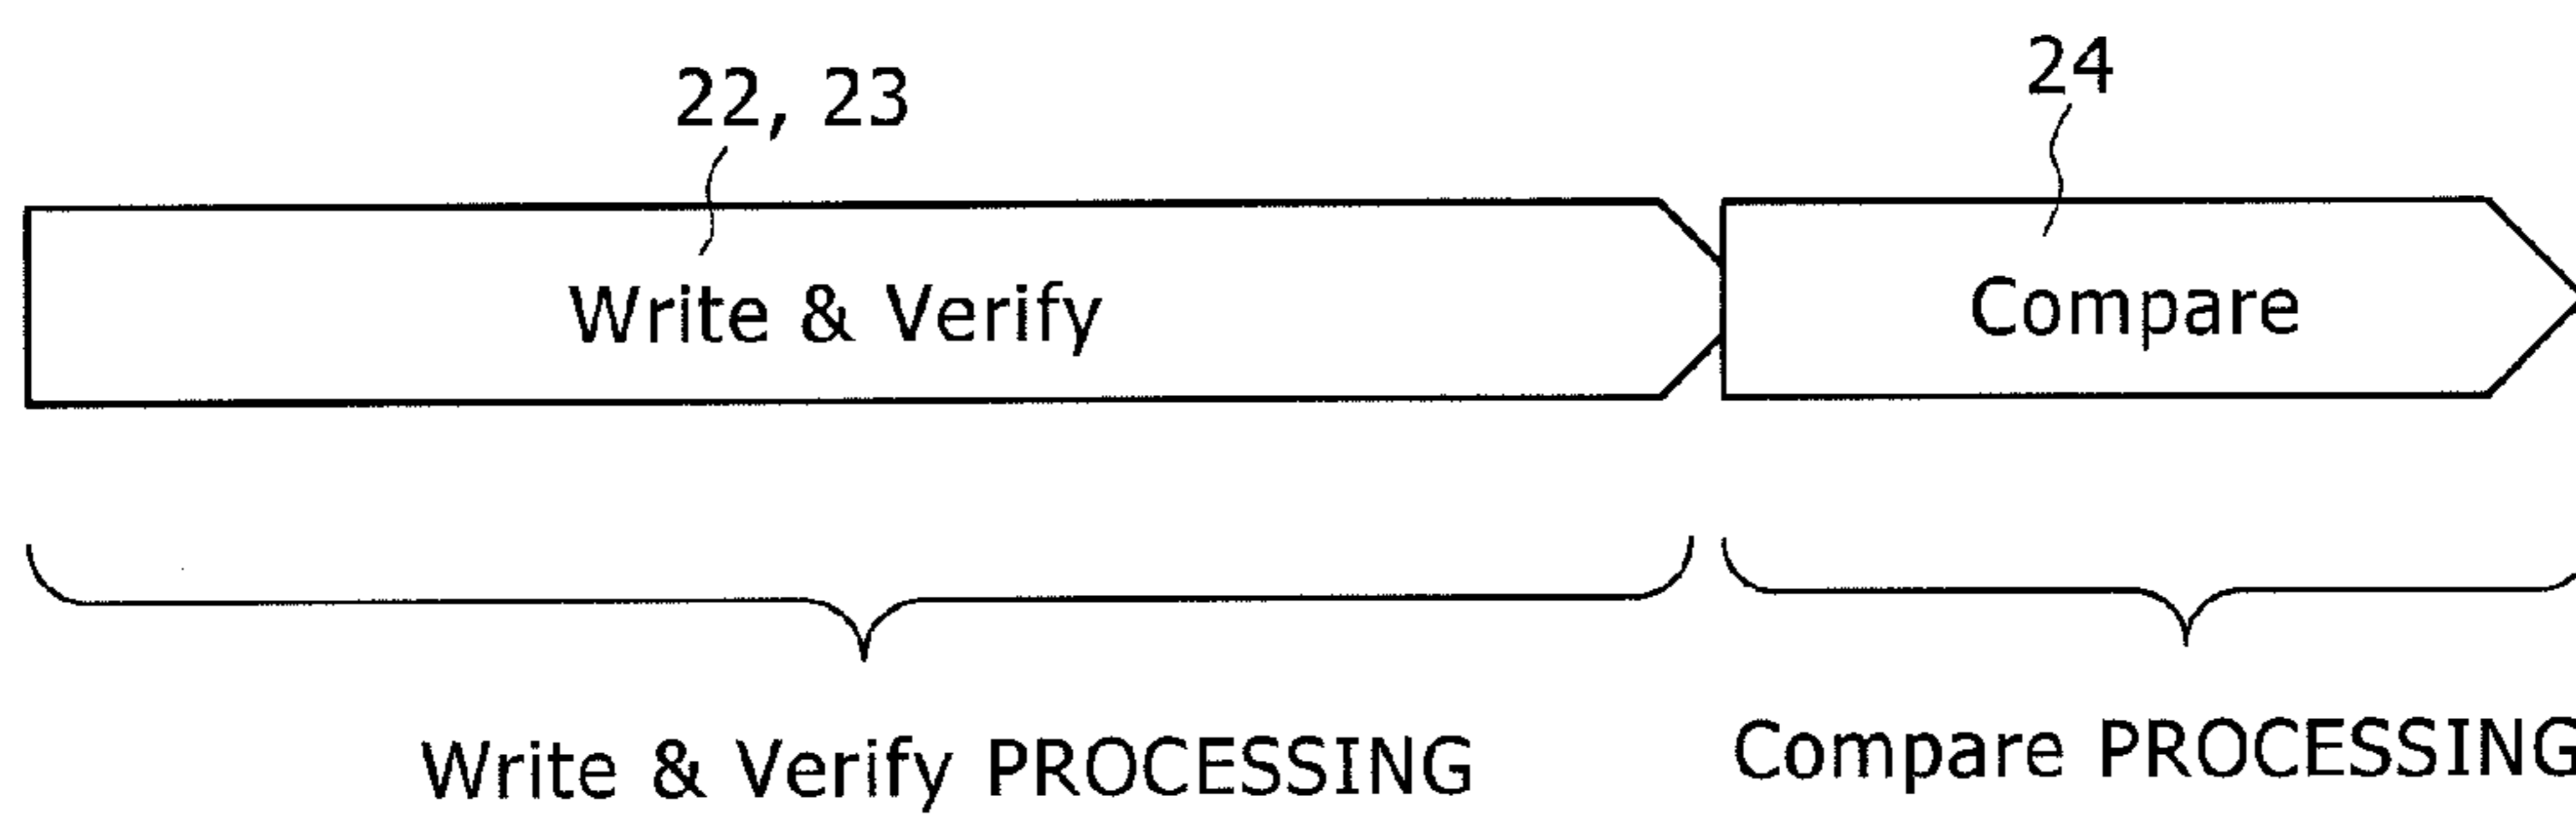 22, 23
24
Write & Verify
Compare
Write & Verify PROCESSING
Compare PROCESSING